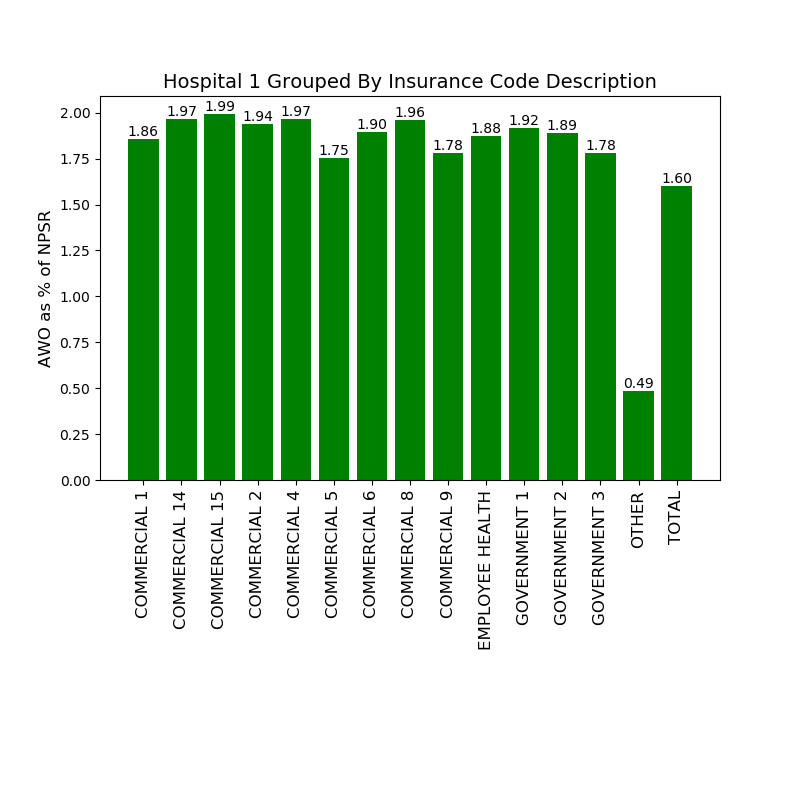 Hospital 1 Grouped By Insurance Code Description
AWO as % of NPSR
2.00
1.75
1.50
1.25
1.00
0.75
0.50
0.25
0.00
1.86
1.97
1.99
1.94
1.97
1.75
1.90
1.96
1.78
1.88
1.92
1.89
1.78
0.49
1.60
COMMERCIAL 1
COMMERCIAL 14
COMMERCIAL 15
COMMERCIAL 2
COMMERCIAL 4
COMMERCIAL 5
COMMERCIAL 6
COMMERCIAL 8
COMMERCIAL 9
EMPLOYEE HEALTH
GOVERNMENT 1
GOVERNMENT 2
GOVERNMENT 3
OTHER
TOTAL